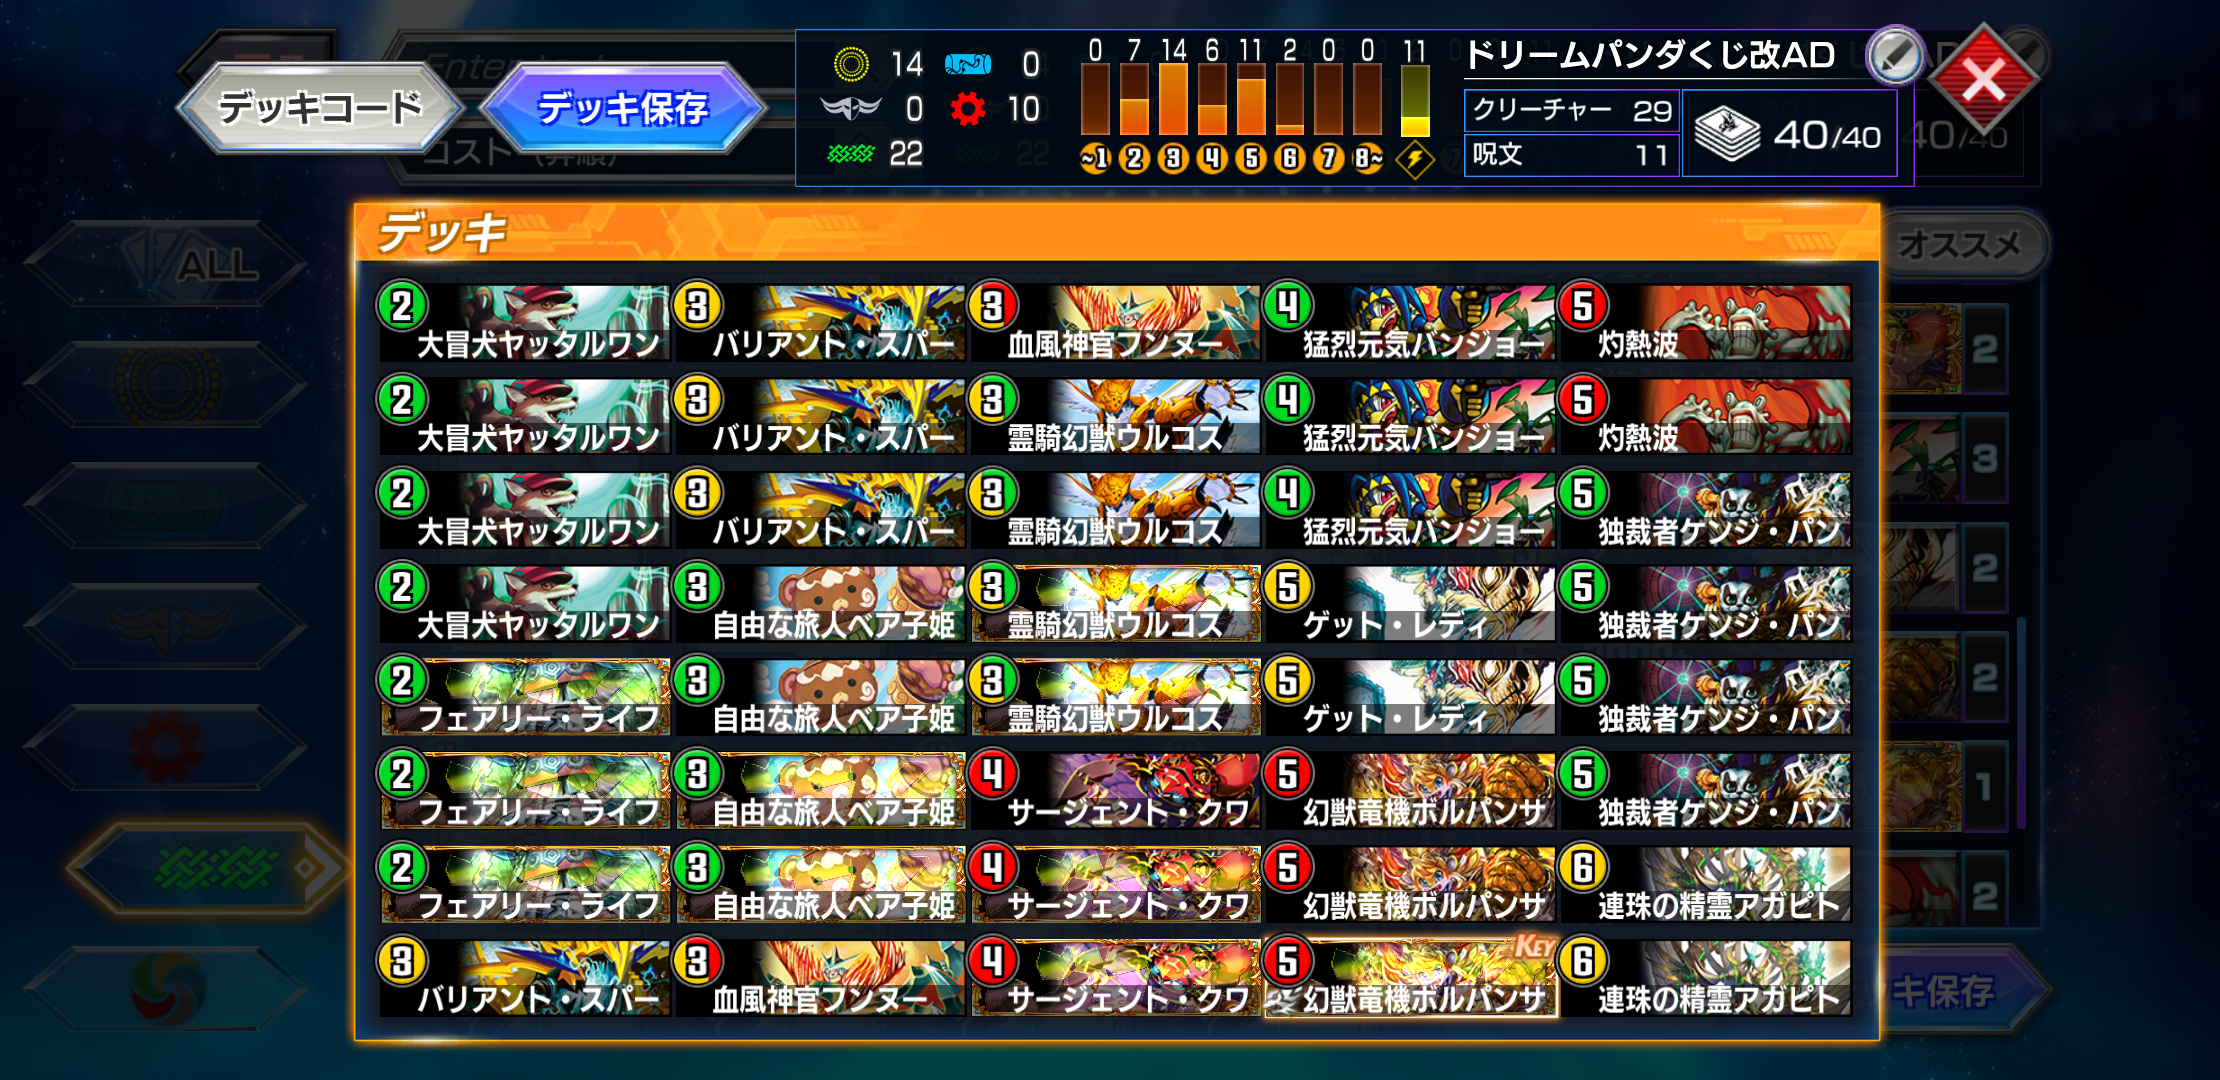 デッキコード
デッキ保存
14
0
0
10
22
0 7 14 6 11 2 0 0 11
~1 2 3 4 5 6 7 8~
ドリームパンダくじ改AD
クリーチャー 29
呪文 11
40/40
コスト (昇順)
ALL
オススメ
デッキ
2 大冒犬ヤッタルワン
3 バリアント・スパー
3 血風神官フンヌー
4 猛烈元気バンジョー
5 灼熱波
2 大冒犬ヤッタルワン
3 バリアント・スパー
3 霊騎幻獣ウルコス
4 猛烈元気バンジョー
5 灼熱波
2 大冒犬ヤッタルワン
3 バリアント・スパー
3 霊騎幻獣ウルコス
4 猛烈元気バンジョー
5 独裁者ケンジ・パン
2 大冒犬ヤッタルワン
3 自由な旅人ベア子姫
3 霊騎幻獣ウルコス
5 ゲット・レディ
5 独裁者ケンジ・パン
2 フェアリー・ライフ
3 自由な旅人ベア子姫
3 霊騎幻獣ウルコス
5 ゲット・レディ
5 独裁者ケンジ・パン
2 フェアリー・ライフ
3 自由な旅人ベア子姫
4 サージェント・クワ
5 幻獣竜機ボルパンサ
5 独裁者ケンジ・パン
2 フェアリー・ライフ
3 自由な旅人ベア子姫
4 サージェント・クワ
5 幻獣竜機ボルパンサ
6 連珠の精霊アガピト
3 バリアント・スパー
3 血風神官フンヌー
4 サージェント・クワ
KEY
5 幻獣竜機ボルパンサ
6 連珠の精霊アガピト
2
3
2
2
1
2
キ保存